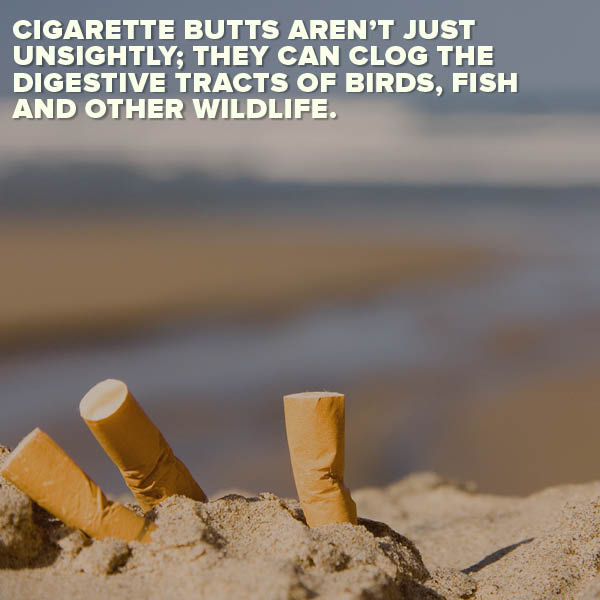 CIGARETTE BUTTS AREN’T JUST
UNSIGHTLY; THEY CAN CLOG THE
DIGESTIVE TRACTS OF BIRDS, FISH
AND OTHER WILDLIFE.